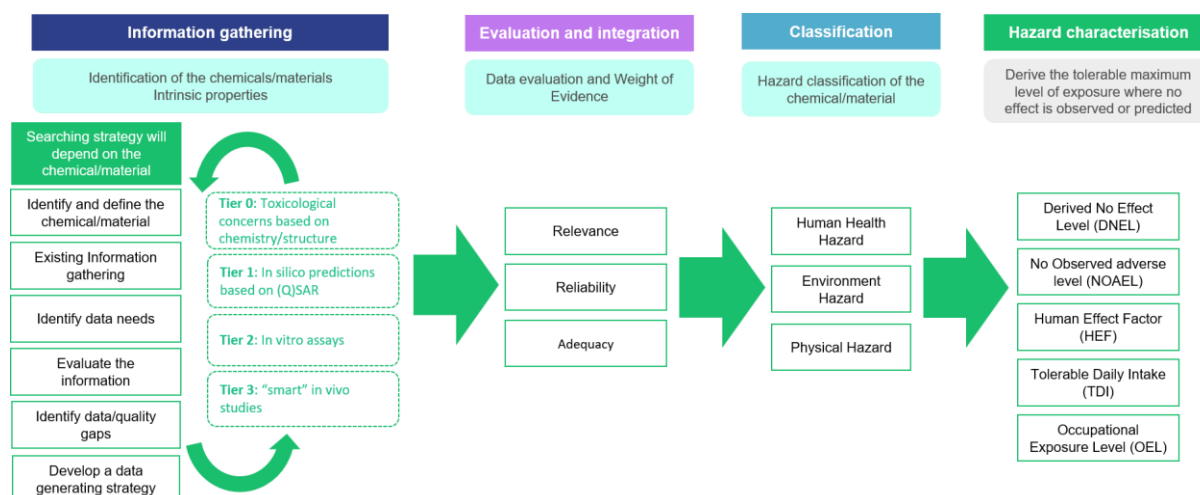 Information gathering
Evaluation and integration
Classification
Hazard characterisation
Identification of the chemicals/materials
Intrinsic properties
Data evaluation and Weight of
Evidence
Hazard classification of the
chemical/material
Derive the tolerable maximum
level of exposure where no
effect is observed or predicted
Searching strategy will
depend on the
chemical/material
Identify and define the
chemical/material
Existing Information
gathering
Identify data needs
Evaluate the
information
Identify data/quality
gaps
Develop a data
generating strategy
Tier 0: Toxicological
concerns based on
chemistry/structure
Tier 1: In silico predictions
based on (Q)SAR
Tier 2: In vitro assays
Tier 3: “smart” in vivo
studies
Relevance
Reliability
Adequacy
Human Health
Hazard
Environment
Hazard
Physical Hazard
Derived No Effect
Level (DNEL)
No Observed adverse
level (NOAEL)
Human Effect Factor
(HEF)
Tolerable Daily Intake
(TDI)
Occupational
Exposure Level (OEL)